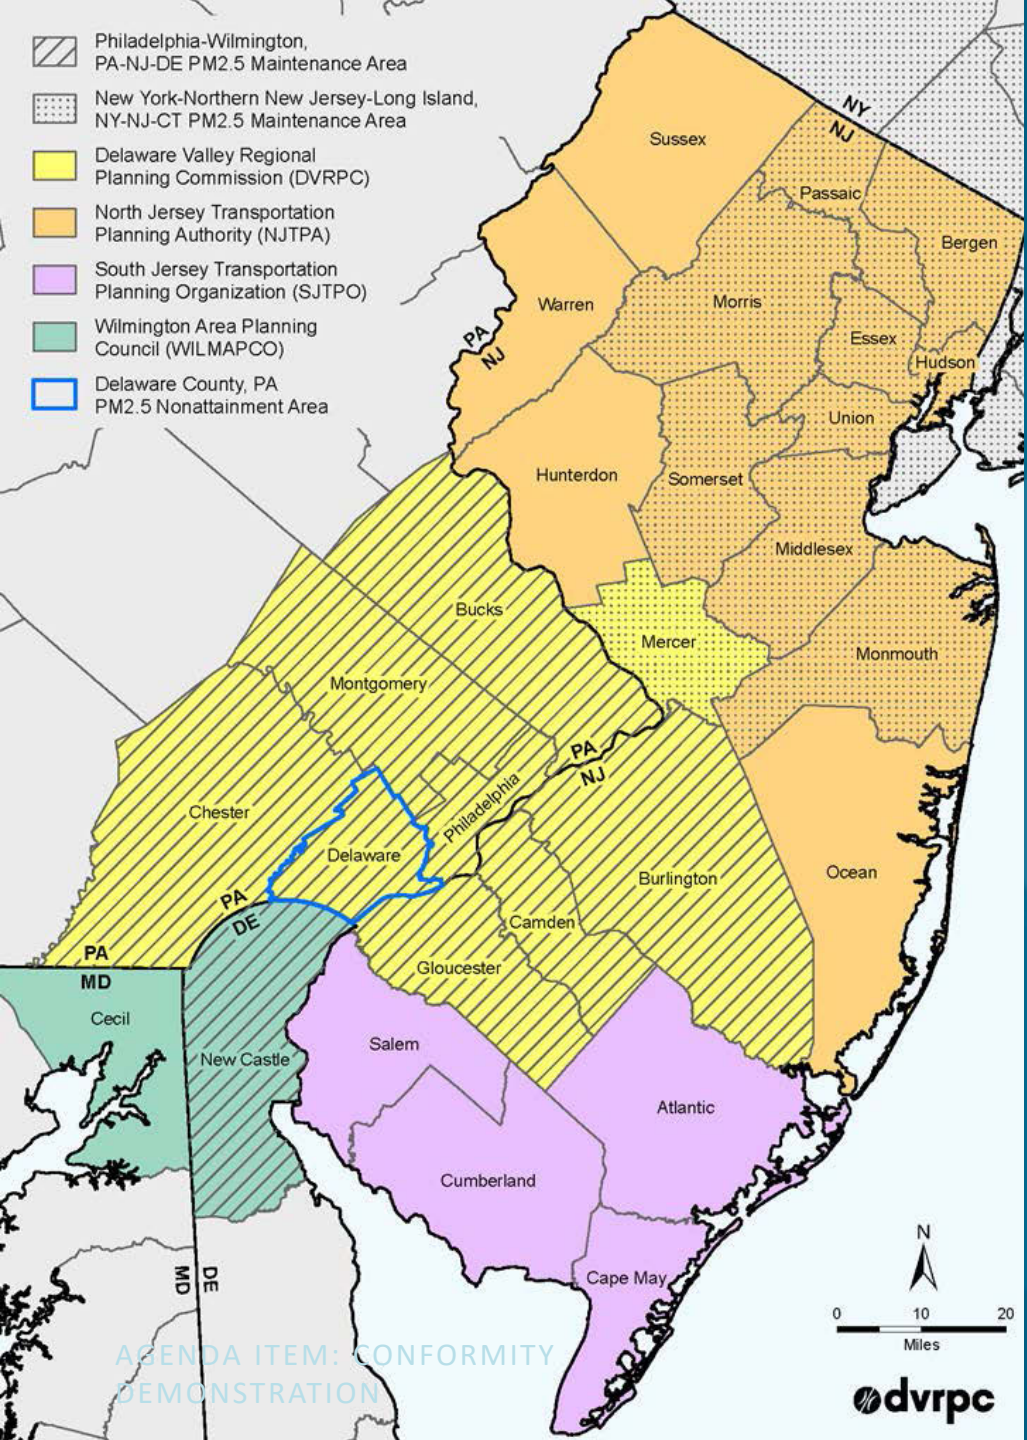 Philadelphia-Wilmington,
PA-NJ-DE PM2.5 Maintenance Area
New York-Northern New Jersey-Long Island,
NY-NJ-CT PM2.5 Maintenance Area
Delaware Valley Regional
Planning Commission (DVRPC)
North Jersey Transportation
Planning Authority (NJTPA)
South Jersey Transportation
Planning Organization (SJTPO)
Wilmington Area Planning
Council (WILMAPCO)
Delaware County, PA
PM2.5 Nonattainment Area
NY
NJ
Sussex
Passaic
Bergen
Warren
Morris
PA
NJ
Essex
Hudson
Union
Hunterdon
Somerset
Middlesex
Bucks
Mercer
Monmouth
Montgomery
PA
NJ
Chester
Philadelphia
Delaware
Ocean
Burlington
PA
DE
Camden
PA
MD
Gloucester
Cecil
Salem
New Castle
Atlantic
Cumberland
N
MD
DE
Cape May
0 10 20
Miles
AGENDA ITEM: CONFORMITY
DEMONSTRATION
dvrpc